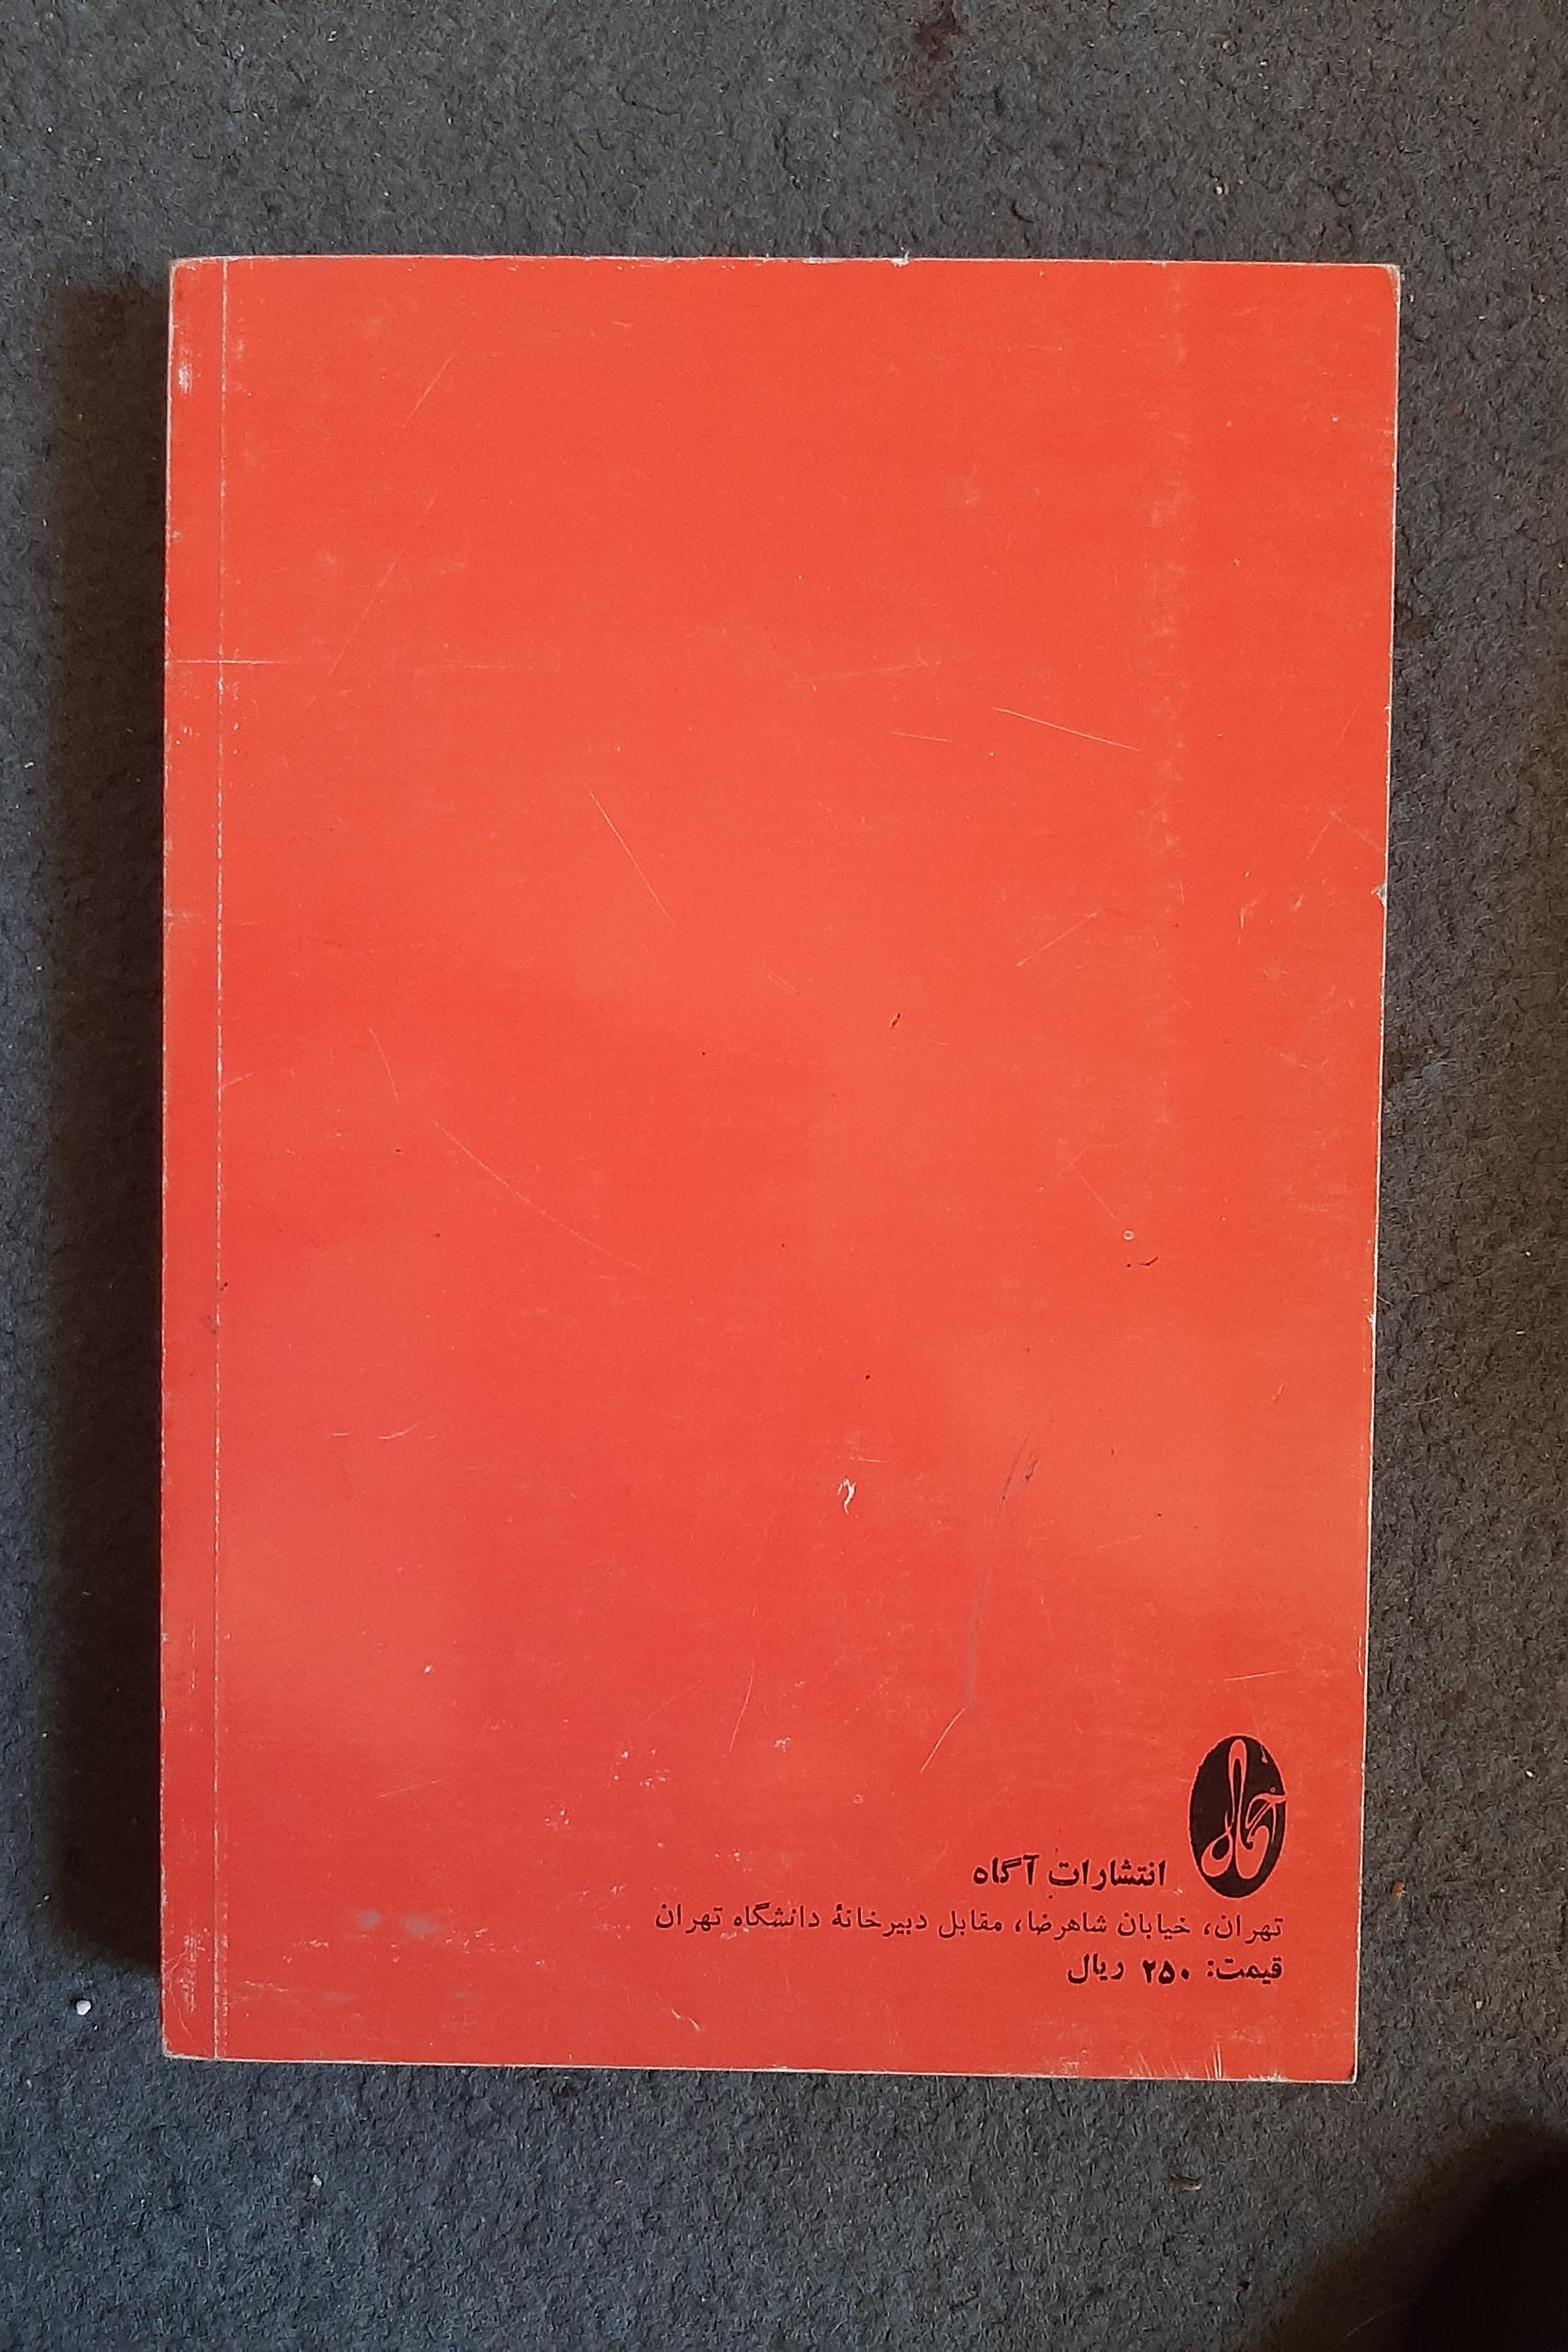 انتشارات آگاه
تهران، خیابان شاهرضا، مقابل دبیرخانهٔ دانشگاه تهران
قیمت: ۲۵۰ ریال